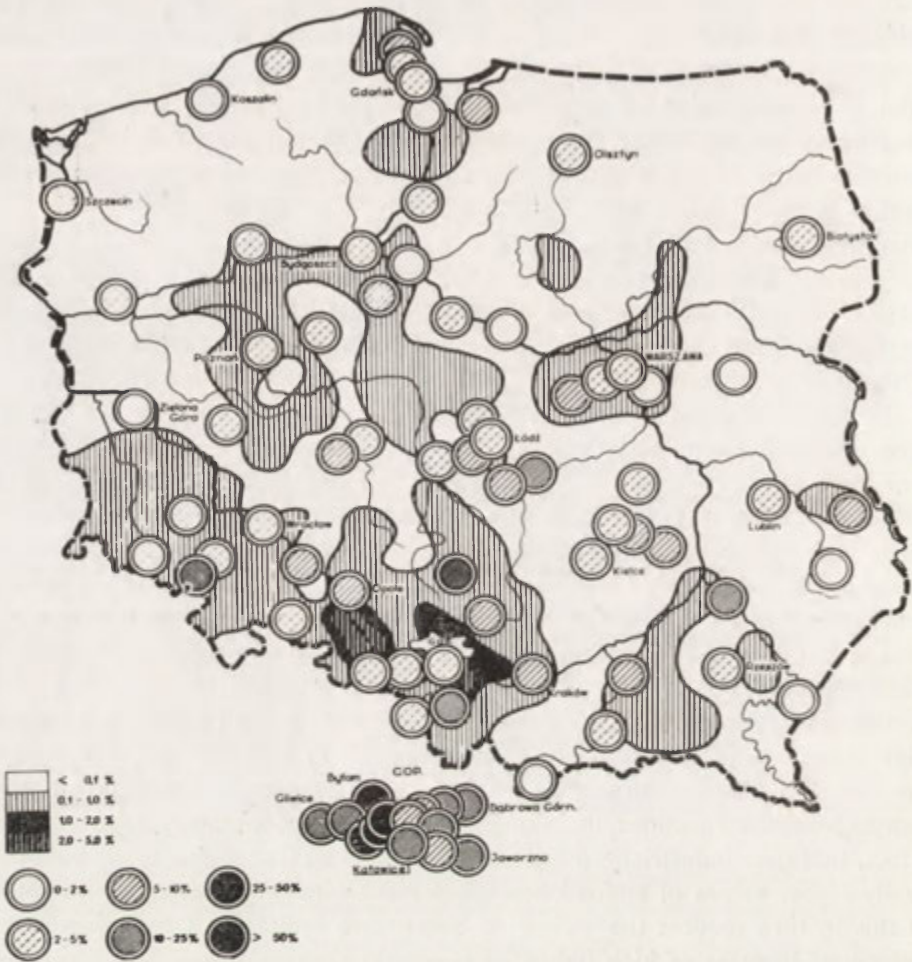 Koszalin
Gdańsk
Olsztyn
Szczecin
Białystok
Bydgoszcz
Poznań
WARSZAWA
Zielona
Góra
Łódź
Wrocław
Lublin
Kielce
Opole
Kraków
Rzeszów
G.O.P.
Bytom
Gliwice
Dąbrowa Górn.
Katowice
Jaworzno
< 0,1 %
0,1 - 1,0 %
1,0 - 2,0 %
2,0 - 5,0 %
0-2%
5-10%
25-50%
2-5%
10-25%
> 50%